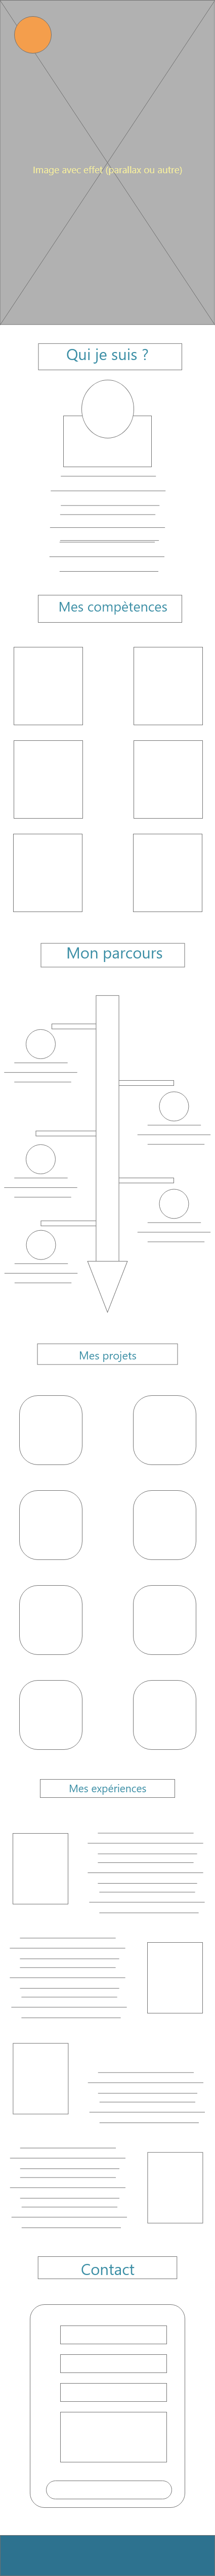 Image avec effet (parallax ou autre)
Qui je suis ?
Mes compètences
Mon parcours
Mes projets
Mes expériences
Contact